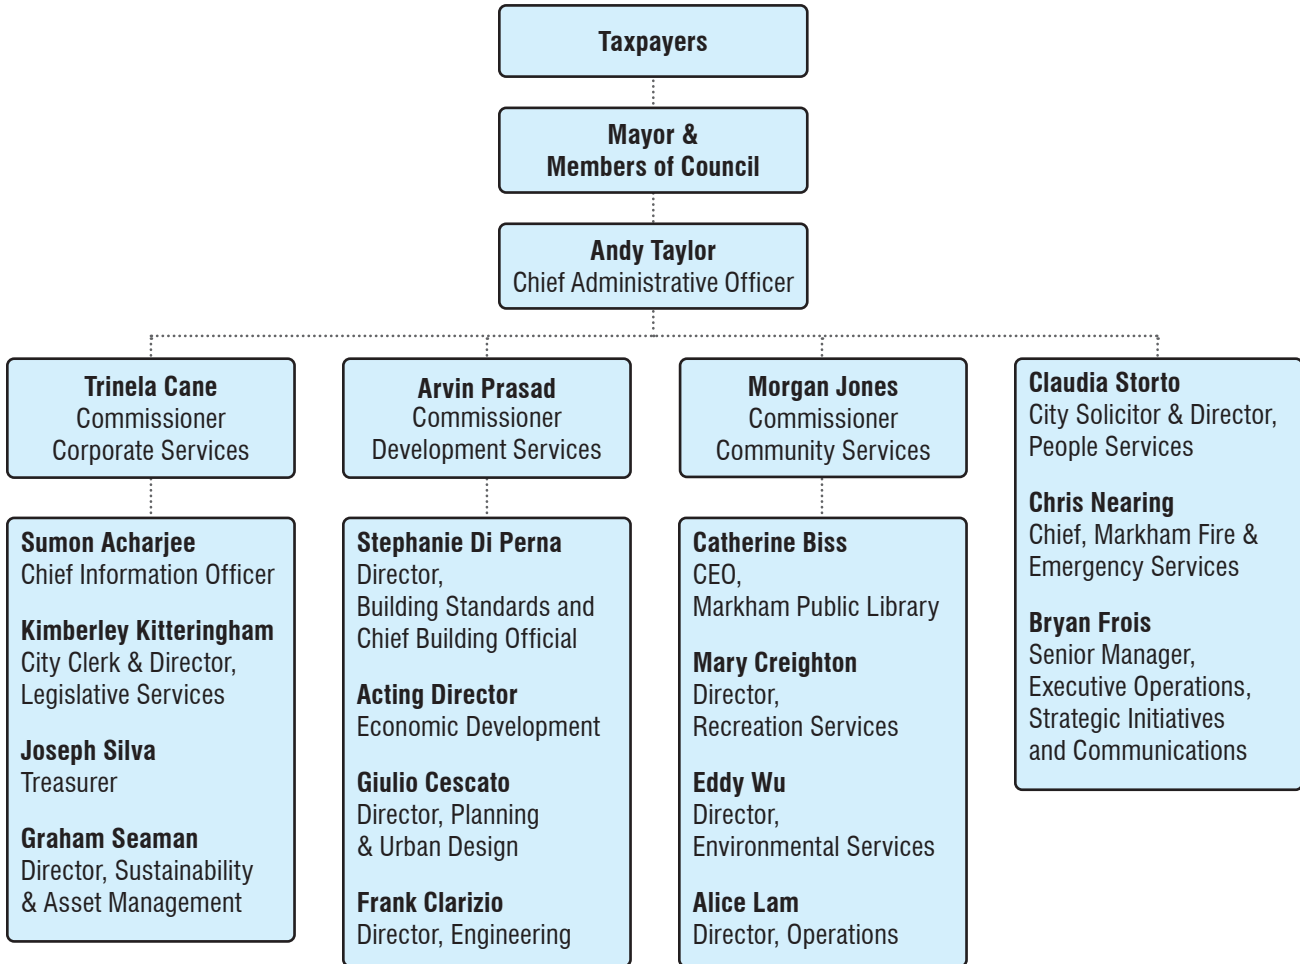 Taxpayers
Mayor &
Members of Council
Andy Taylor
Chief Administrative Officer
Trinela Cane
Commissioner
Corporate Services
Sumon Acharjee
Chief Information Officer
Kimberley Kitteringham
City Clerk & Director,
Legislative Services
Joseph Silva
Treasurer
Graham Seaman
Director, Sustainability
& Asset Management
Arvin Prasad
Commissioner
Development Services
Stephanie Di Perna
Director,
Building Standards and
Chief Building Official
Acting Director
Economic Development
Giulio Cescato
Director, Planning
& Urban Design
Frank Clarizio
Director, Engineering
Morgan Jones
Commissioner
Community Services
Catherine Biss
CEO,
Markham Public Library
Mary Creighton
Director,
Recreation Services
Eddy Wu
Director,
Environmental Services
Alice Lam
Director, Operations
Claudia Storto
City Solicitor & Director,
People Services
Chris Nearing
Chief, Markham Fire &
Emergency Services
Bryan Frois
Senior Manager,
Executive Operations,
Strategic Initiatives
and Communications